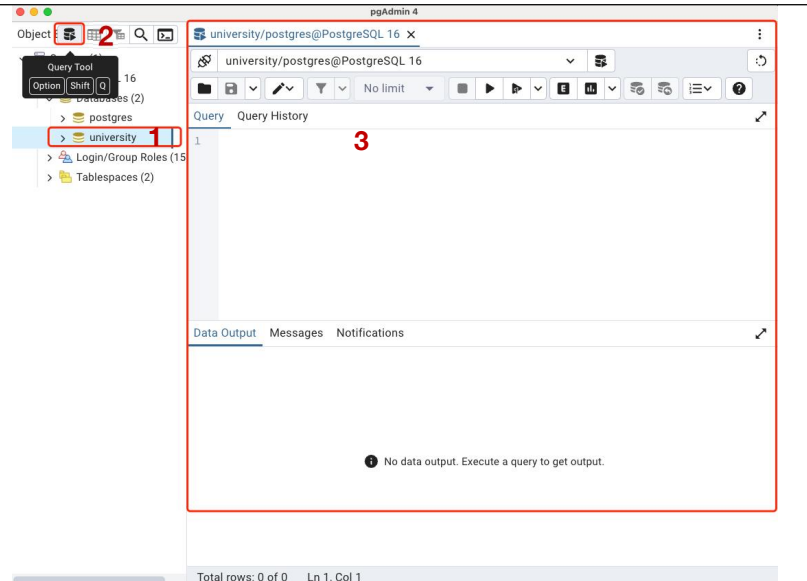 pgAdmin 4
Object
2
university/postgres@PostgreSQL 16
Query Tool
Option Shift Q
university/postgres@PostgreSQL 16
16
No limit
Databases (2)
postgres
Query Query History
university
1
1
3
Login/Group Roles (15
Tablespaces (2)
Data Output Messages Notifications
No data output. Execute a query to get output.
Total rows: 0 of 0 Ln 1, Col 1